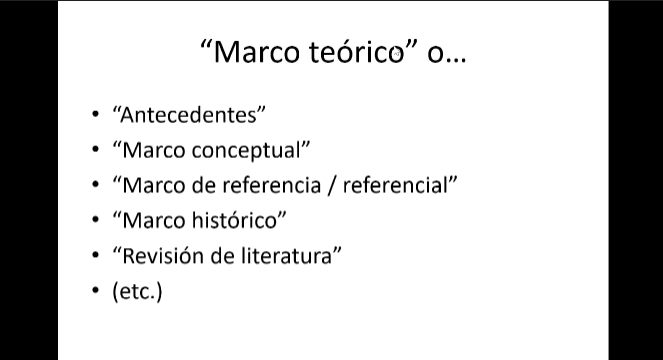 “Marco teórico” o...
• “Antecedentes”
• “Marco conceptual”
• “Marco de referencia / referencial”
• “Marco histórico”
• “Revisión de literatura”
• (etc.)